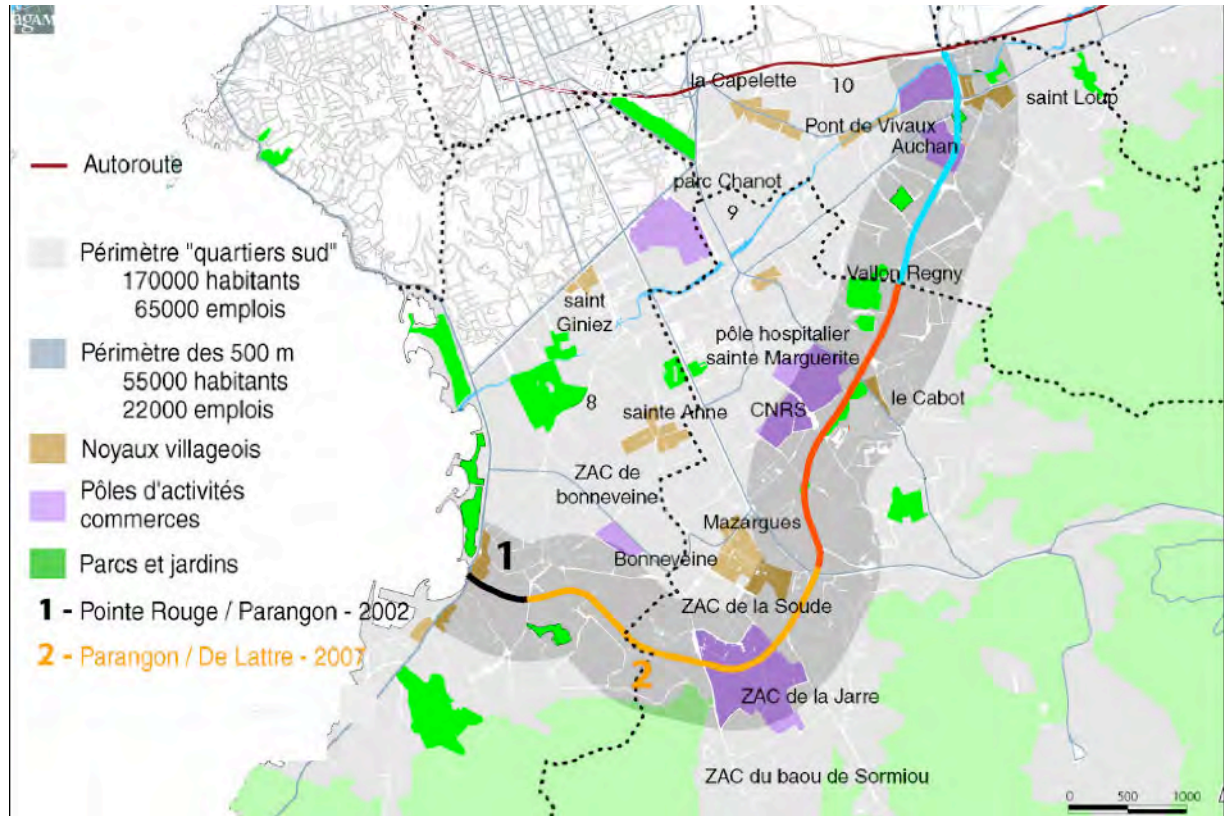 agAM
Autoroute
Périmètre "quartiers sud"
170000 habitants
65000 emplois
Périmètre des 500 m
55000 habitants
22000 emplois
Noyaux villageois
Pôles d'activités
commerces
Parcs et jardins
1 - Pointe Rouge / Parangon - 2002
2 - Parangon / De Lattre - 2007
la Capelette
10
saint Loup
Pont de Vivaux
Auchan
parc Chanot
9
Vallon Regny
saint
Giniez
pôle hospitalier
sainte Marguerite
8
sainte Anne
CNRS
le Cabot
ZAC de
bonneveine
Mazargues
1
Bonneveine
ZAC de la Soude
2
ZAC de la Jarre
ZAC du baou de Sormiou
0 500 1000